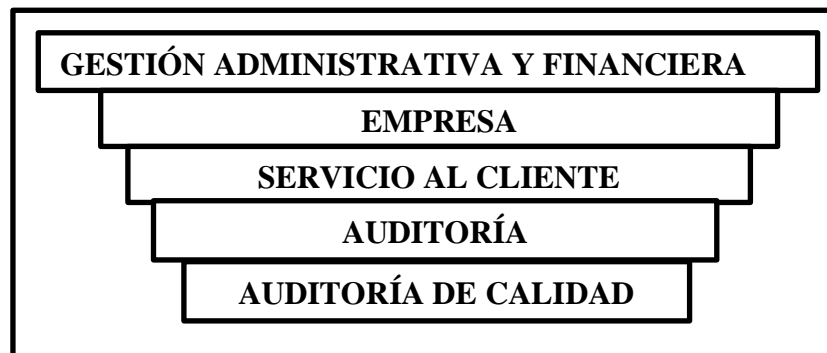 GESTIÓN ADMINISTRATIVA Y FINANCIERA
EMPRESA
SERVICIO AL CLIENTE
AUDITORÍA
AUDITORÍA DE CALIDAD